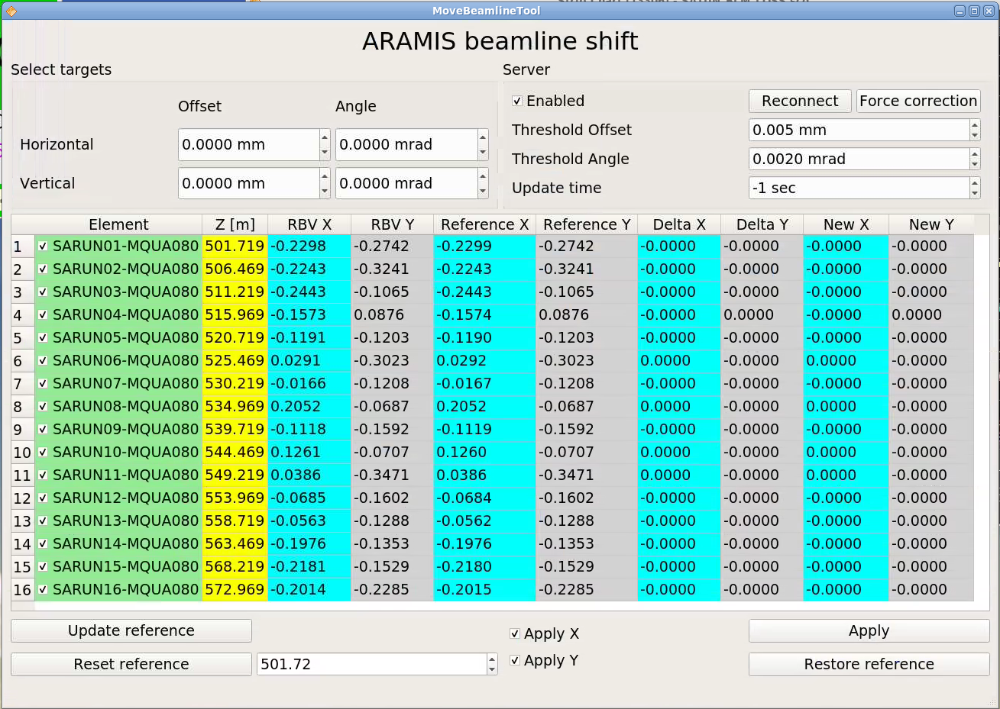 MoveBeamlineTool
ARAMIS beamline shift
Select targets
Offset Angle
Horizontal 0.0000 mm 0.0000 mrad
Vertical 0.0000 mm 0.0000 mrad
Server
Enabled Reconnect Force correction
Threshold Offset 0.005 mm
Threshold Angle 0.0020 mrad
Update time -1 sec
Element Z [m] RBV X RBV Y Reference X Reference Y Delta X Delta Y New X New Y
1 SARUN01-MQUA080 501.719 -0.2298 -0.2742 -0.2299 -0.2742 -0.0000 -0.0000 -0.0000 -0.0000
2 SARUN02-MQUA080 506.469 -0.2243 -0.3241 -0.2243 -0.3241 -0.0000 -0.0000 -0.0000 -0.0000
3 SARUN03-MQUA080 511.219 -0.2443 -0.1065 -0.2443 -0.1065 -0.0000 -0.0000 -0.0000 -0.0000
4 SARUN04-MQUA080 515.969 -0.1573 0.0876 -0.1574 0.0876 -0.0000 0.0000 -0.0000 0.0000
5 SARUN05-MQUA080 520.719 -0.1191 -0.1203 -0.1190 -0.1203 -0.0000 -0.0000 -0.0000 -0.0000
6 SARUN06-MQUA080 525.469 0.0291 -0.3023 0.0292 -0.3023 0.0000 -0.0000 0.0000 -0.0000
7 SARUN07-MQUA080 530.219 -0.0166 -0.1208 -0.0167 -0.1208 -0.0000 -0.0000 -0.0000 -0.0000
8 SARUN08-MQUA080 534.969 0.2052 -0.0687 0.2052 -0.0687 0.0000 -0.0000 0.0000 -0.0000
9 SARUN09-MQUA080 539.719 -0.1118 -0.1592 -0.1119 -0.1592 -0.0000 -0.0000 -0.0000 -0.0000
10 SARUN10-MQUA080 544.469 0.1261 -0.0707 0.1260 -0.0707 0.0000 -0.0000 0.0000 -0.0000
11 SARUN11-MQUA080 549.219 0.0386 -0.3471 0.0386 -0.3471 0.0000 -0.0000 0.0000 -0.0000
12 SARUN12-MQUA080 553.969 -0.0685 -0.1602 -0.0684 -0.1602 -0.0000 -0.0000 -0.0000 -0.0000
13 SARUN13-MQUA080 558.719 -0.0563 -0.1288 -0.0562 -0.1288 -0.0000 -0.0000 -0.0000 -0.0000
14 SARUN14-MQUA080 563.469 -0.1976 -0.1353 -0.1976 -0.1353 -0.0000 -0.0000 -0.0000 -0.0000
15 SARUN15-MQUA080 568.219 -0.2181 -0.1529 -0.2180 -0.1529 -0.0000 -0.0000 -0.0000 -0.0000
16 SARUN16-MQUA080 572.969 -0.2014 -0.2285 -0.2015 -0.2285 -0.0000 -0.0000 -0.0000 -0.0000
Update reference Apply X Apply
Reset reference 501.72 Apply Y Restore reference